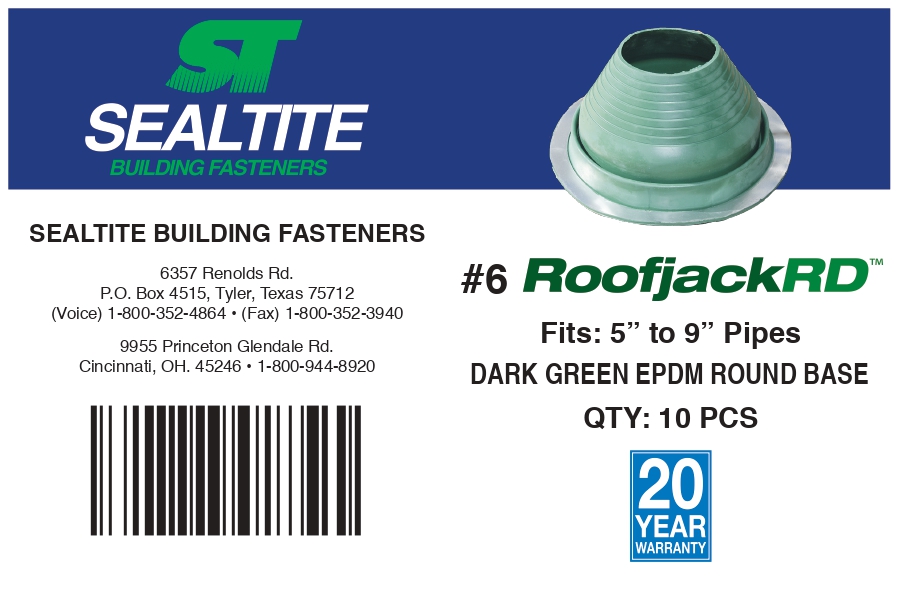 ST
SEALTITE
BUILDING FASTENERS
SEALTITE BUILDING FASTENERS
6357 Renolds Rd.
P.O. Box 4515, Tyler, Texas 75712
(Voice) 1-800-352-4864 • (Fax) 1-800-352-3940
9955 Princeton Glendale Rd.
Cincinnati, OH. 45246 • 1-800-944-8920
#6 RoofjackRD™
Fits: 5” to 9” Pipes
DARK GREEN EPDM ROUND BASE
QTY: 10 PCS
20
YEAR
WARRANTY